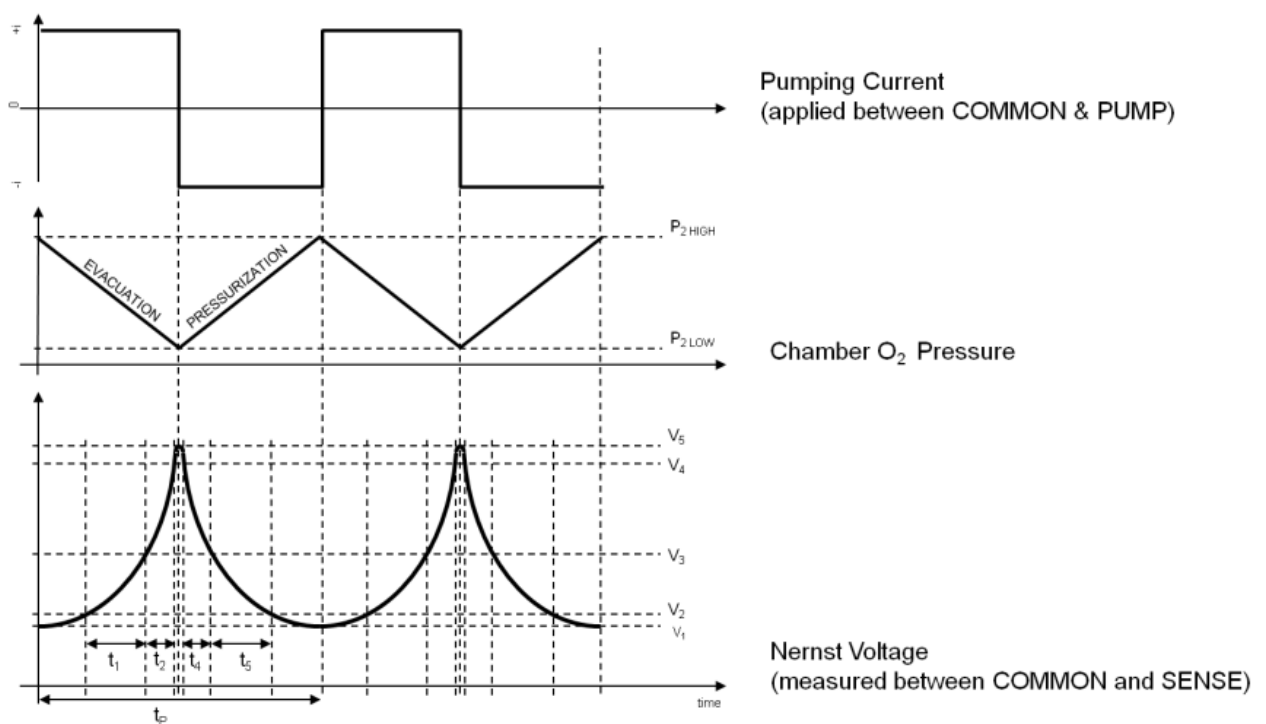 +i
Pumping Current
(applied between COMMON & PUMP)
0
-i
P2 HIGH
EVACUATION
PRESSURIZATION
P2 LOW
Chamber O2 Pressure
V5
V4
V3
V2
V1
t1
t2
t4
t5
Nernst Voltage
(measured between COMMON and SENSE)
time
tP